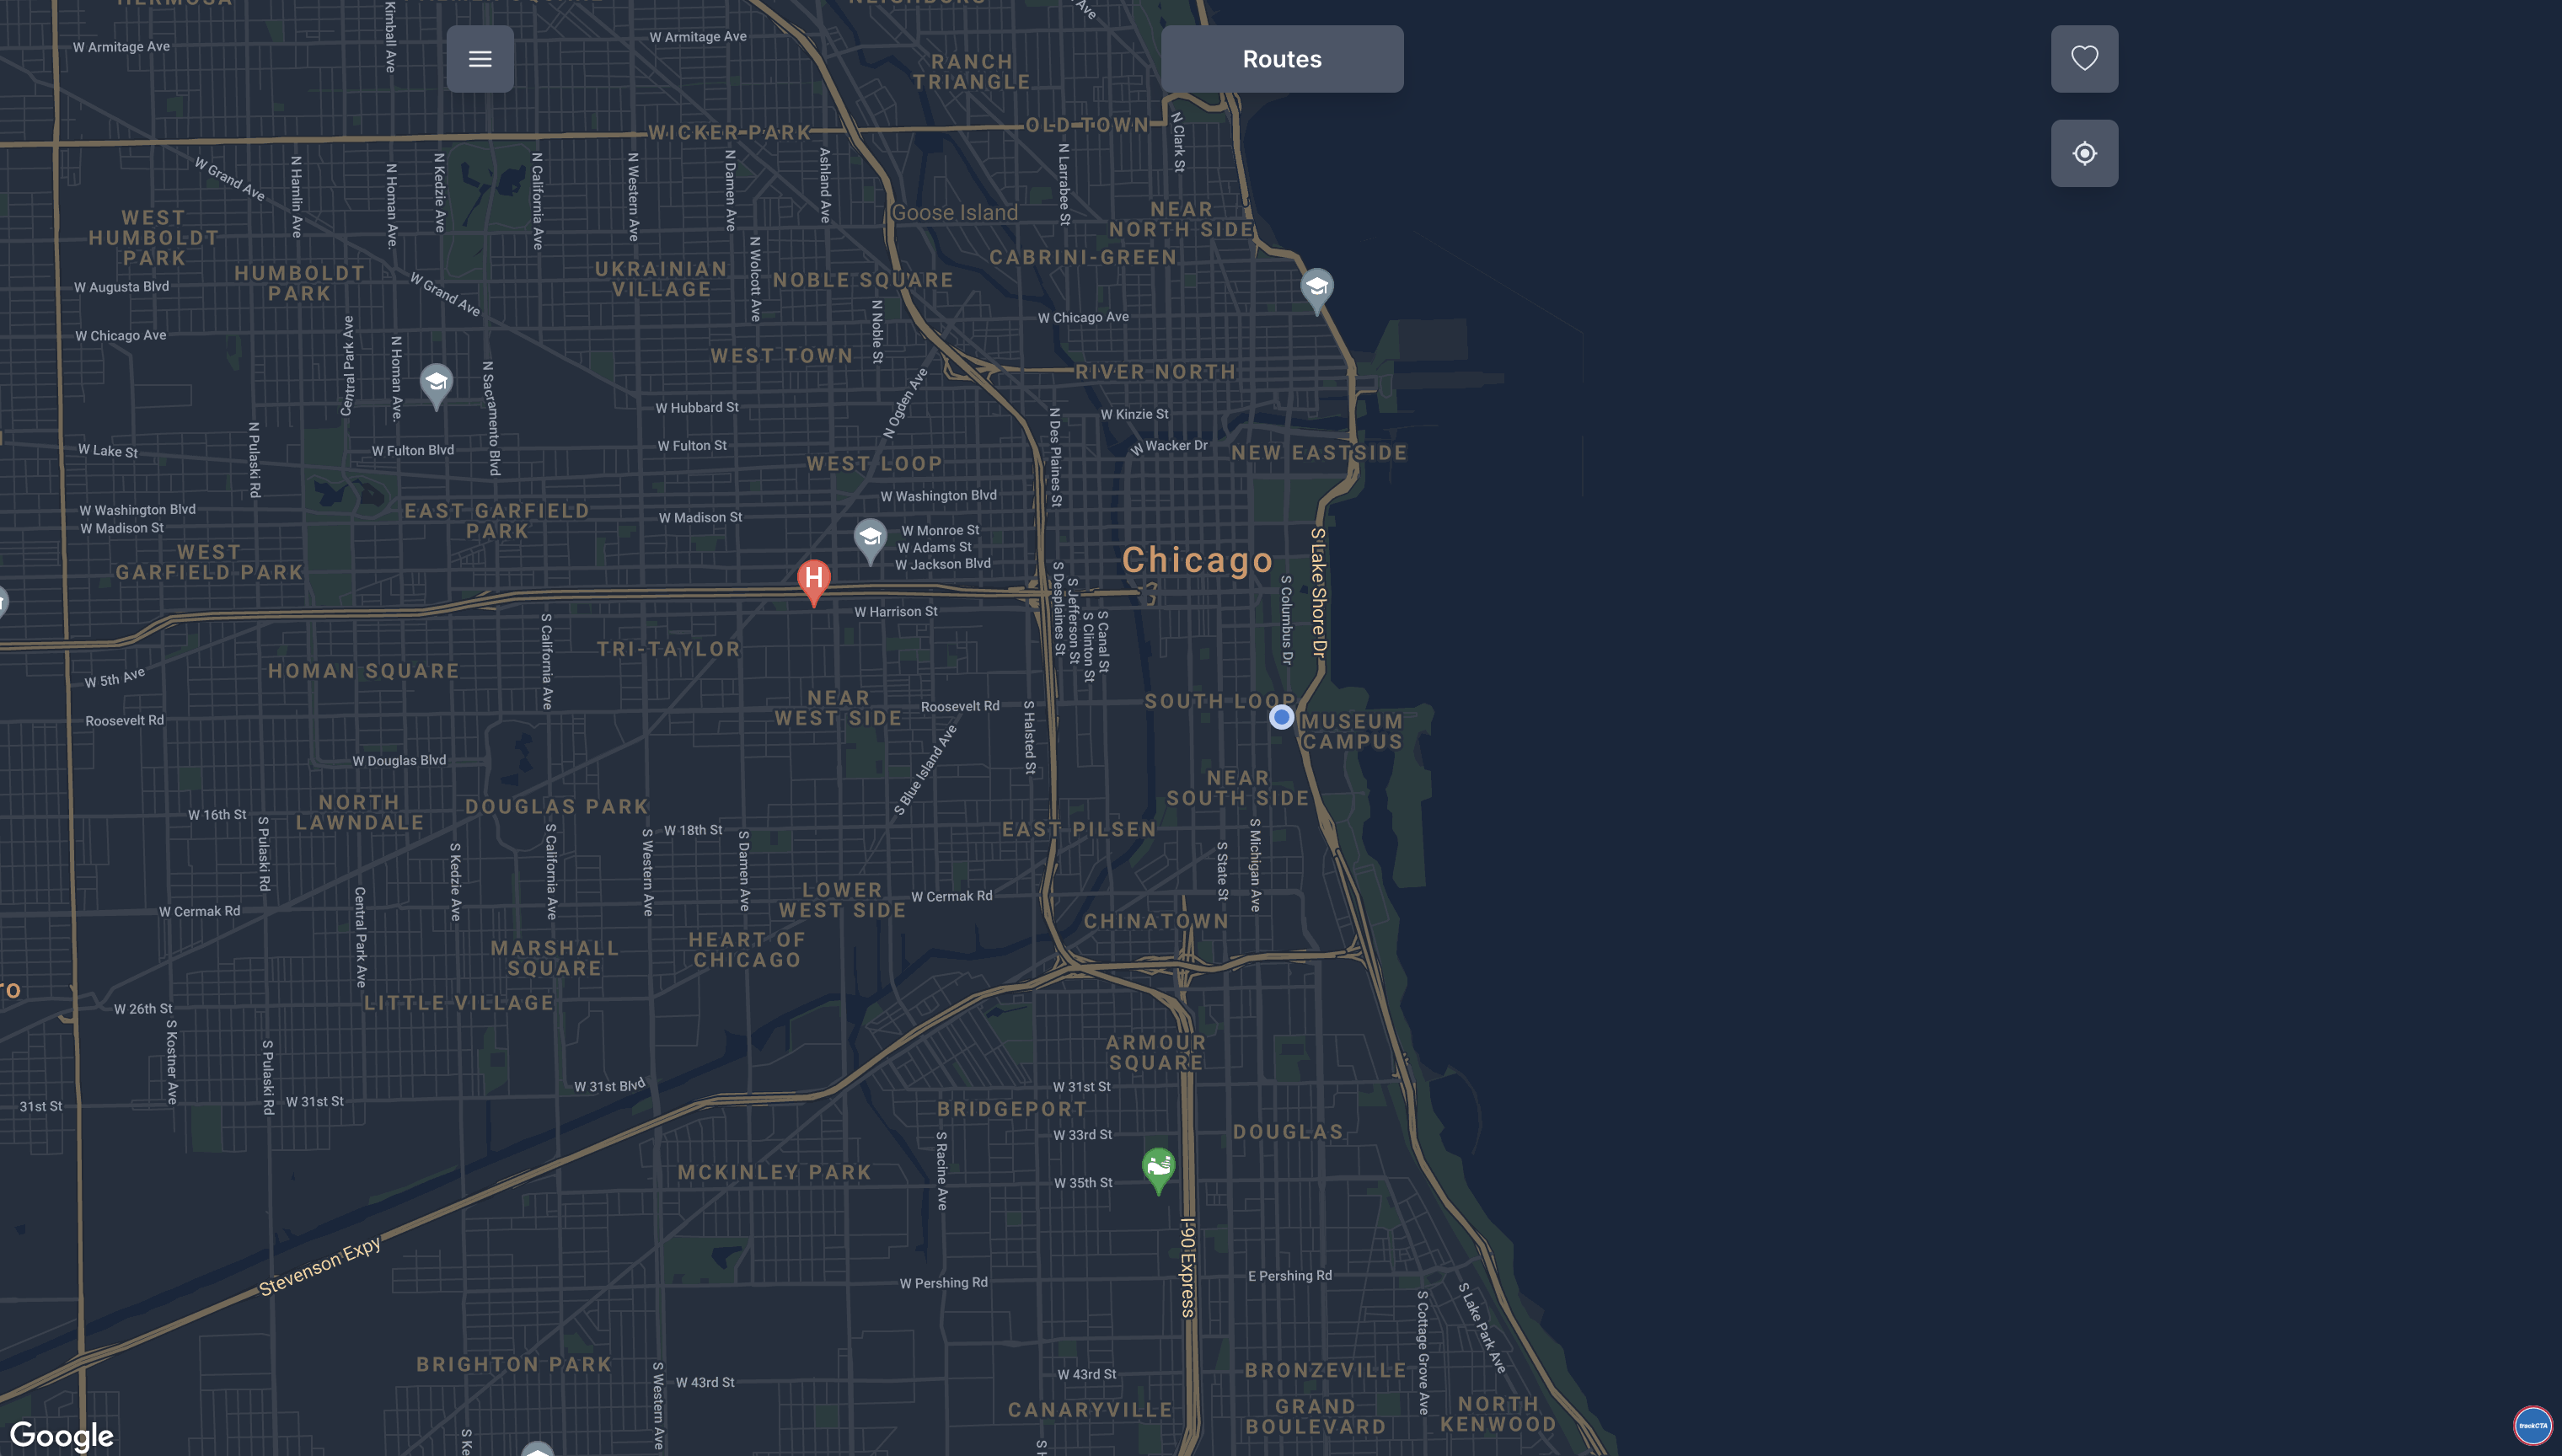 HERMOSA
W Armitage Ave
Kimball Ave
W Armitage Ave
RANCH
TRIANGLE
Routes
WICKER PARK
OLD TOWN
N Clark St
W Grand Ave
N Hamlin Ave
N Homan Ave.
N Kedzie Ave
N California Ave
N Western Ave
N Damen Ave
Ashland Ave
N Larrabee St
Goose Island
NEAR
NORTH SIDE
WEST
HUMBOLDT
PARK
CABRINI-GREEN
HUMBOLDT
PARK
W Grand Ave
UKRAINIAN
VILLAGE
N Wolcott Ave
NOBLE SQUARE
W Augusta Blvd
W Chicago Ave
W Chicago Ave
Central Park Ave
N Homan Ave.
N Sacramento Blvd
N Noble St
WEST TOWN
RIVER NORTH
N Ogden Ave
W Hubbard St
N Des Plaines St
W Kinzie St
N Pulaski Rd
W Lake St
W Fulton Blvd
W Fulton St
W Wacker Dr
NEW EASTSIDE
WEST LOOP
W Washington Blvd
W Washington Blvd
W Madison St
EAST GARFIELD
PARK
W Madison St
W Monroe St
W Adams St
W Jackson Blvd
WEST
GARFIELD PARK
H
Chicago
S Lake Shore Dr
S Columbus Dr
S Desplaines St
S Jefferson St
S Clinton St
S Canal St
W Harrison St
S California Ave
TRI-TAYLOR
HOMAN SQUARE
W 5th Ave
NEAR
WEST SIDE
Roosevelt Rd
S Halsted St
SOUTH LOOP
MUSEUM
CAMPUS
Roosevelt Rd
W Douglas Blvd
S Blue Island Ave
NEAR
SOUTH SIDE
NORTH
LAWNDALE
DOUGLAS PARK
W 16th St
W 18th St
EAST PILSEN
S Pulaski Rd
S Kedzie Ave
S California Ave
S Western Ave
S Damen Ave
S State St
S Michigan Ave
LOWER
WEST SIDE
W Cermak Rd
W Cermak Rd
Central Park Ave
CHINATOWN
MARSHALL
SQUARE
HEART OF
CHICAGO
ro
LITTLE VILLAGE
W 26th St
S Kostner Ave
S Pulaski Rd
ARMOUR
SQUARE
W 31st Blvd
W 31st St
31st St
W 31st St
BRIDGEPORT
W 33rd St
DOUGLAS
S Racine Ave
MCKINLEY PARK
W 35th St
Stevenson Expy
I-90 Express
W Pershing Rd
E Pershing Rd
S Cottage Grove Ave
S Lake Park Ave
BRIGHTON PARK
S Western Ave
W 43rd St
W 43rd St
BRONZEVILLE
CANARYVILLE
GRAND
BOULEVARD
NORTH
KENWOOD
Google
S Ke
S H
trackCTA